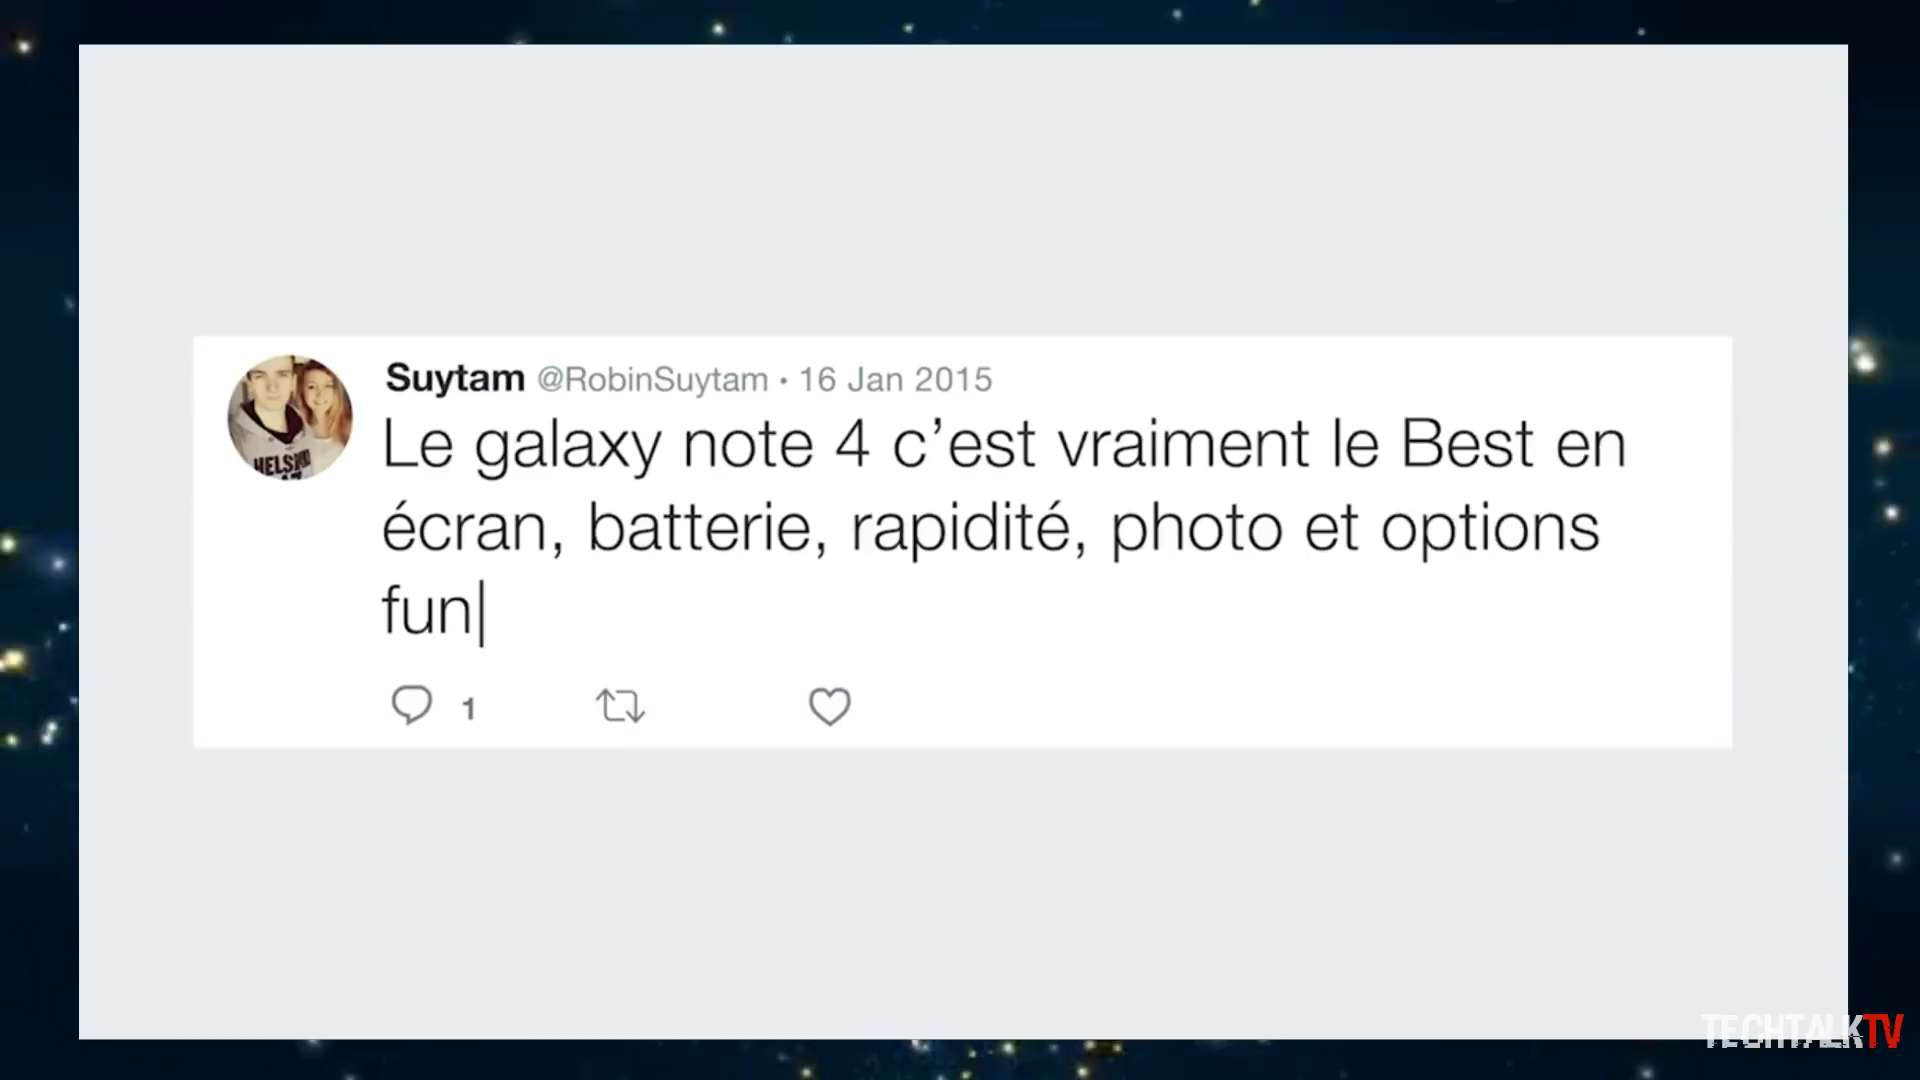 Suytam @RobinSuytam · 16 Jan 2015
Le galaxy note 4 c’est vraiment le Best en
écran, batterie, rapidité, photo et options
fun
1
HELSINKI
TECHTALKTV